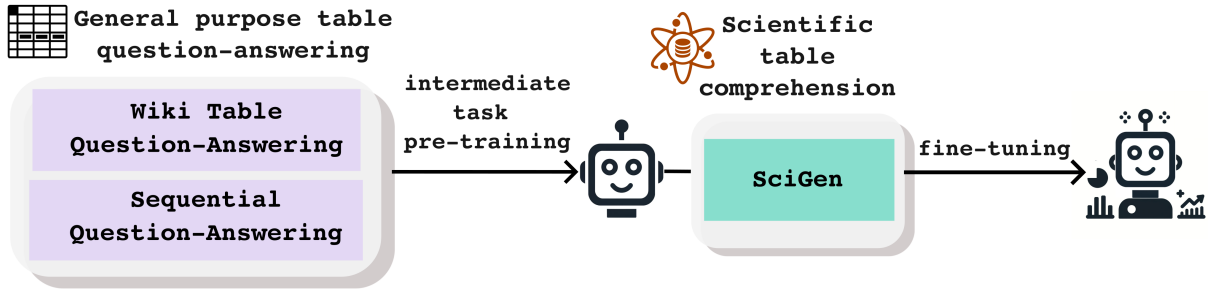 General purpose table
question-answering
Wiki Table
Question-Answering
Sequential
Question-Answering
intermediate
task
pre-training
Scientific
table
comprehension
SciGen
fine-tuning